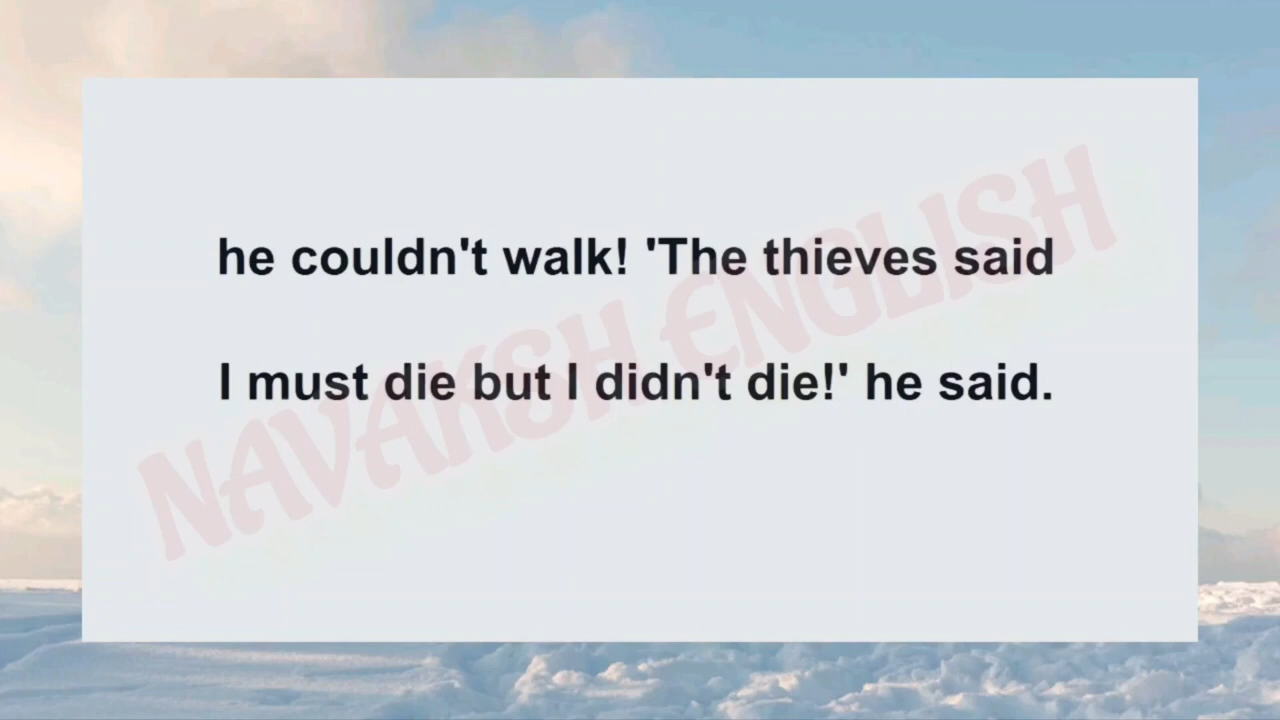 he couldn't walk! 'The thieves said
I must die but I didn't die!' he said.
NAVAKSH ENGLISH